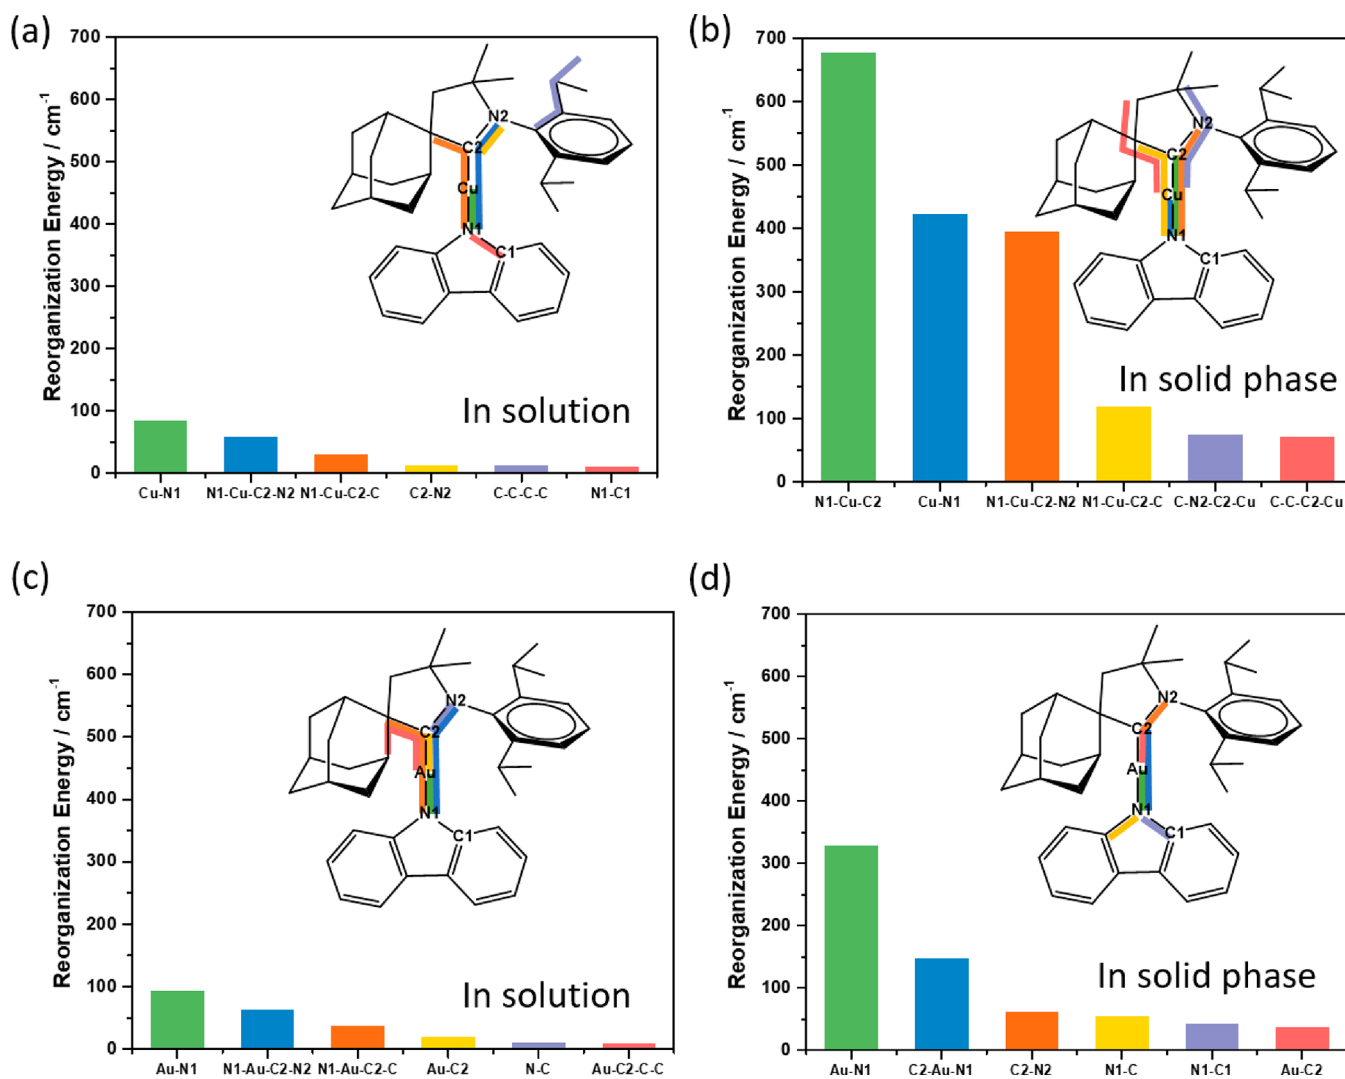 (a)
Reorganization Energy / cm⁻¹
700
600
500
400
300
200
100
0
N2
C2
Cu
N1
C1
In solution
Cu-N1 N1-Cu-C2-N2 N1-Cu-C2-C C2-N2 C-C-C-C N1-C1
(b)
Reorganization Energy / cm⁻¹
700
600
500
400
300
200
100
0
N2
C2
Cu
N1
C1
In solid phase
N1-Cu-C2 Cu-N1 N1-Cu-C2-N2 N1-Cu-C2-C C-N2-C2-Cu C-C-C2-Cu
(c)
Reorganization Energy / cm⁻¹
700
600
500
400
300
200
100
0
N2
C2
Au
N1
C1
In solution
Au-N1 N1-Au-C2-N2 N1-Au-C2-C Au-C2 N-C Au-C2-C-C
(d)
Reorganization Energy / cm⁻¹
700
600
500
400
300
200
100
0
N2
C2
Au
N1
C1
In solid phase
Au-N1 C2-Au-N1 C2-N2 N1-C N1-C1 Au-C2